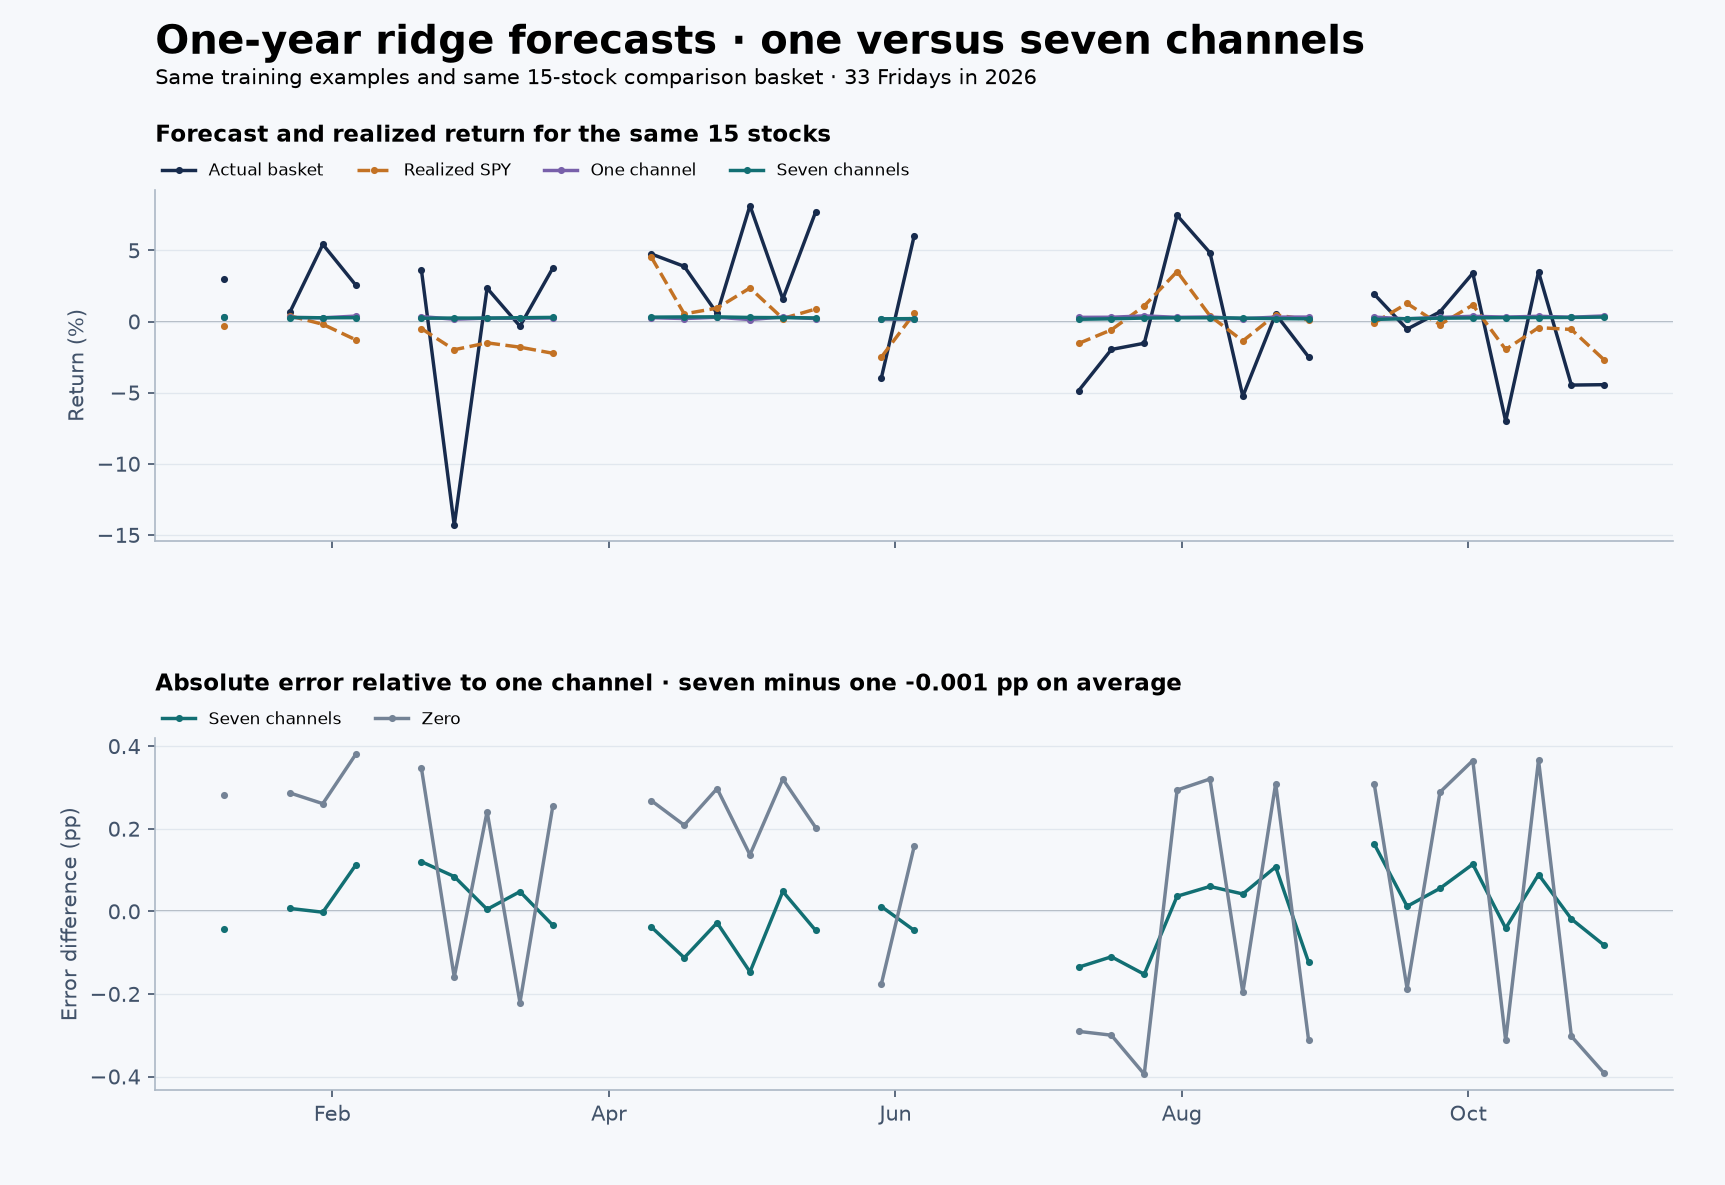 One-year ridge forecasts · one versus seven channels
Same training examples and same 15-stock comparison basket · 33 Fridays in 2026
Forecast and realized return for the same 15 stocks
Actual basket Realized SPY One channel Seven channels
Return (%)
5
0
−5
−10
−15
Absolute error relative to one channel · seven minus one -0.001 pp on average
Seven channels Zero
Error difference (pp)
0.4
0.2
0.0
−0.2
−0.4
Feb Apr Jun Aug Oct